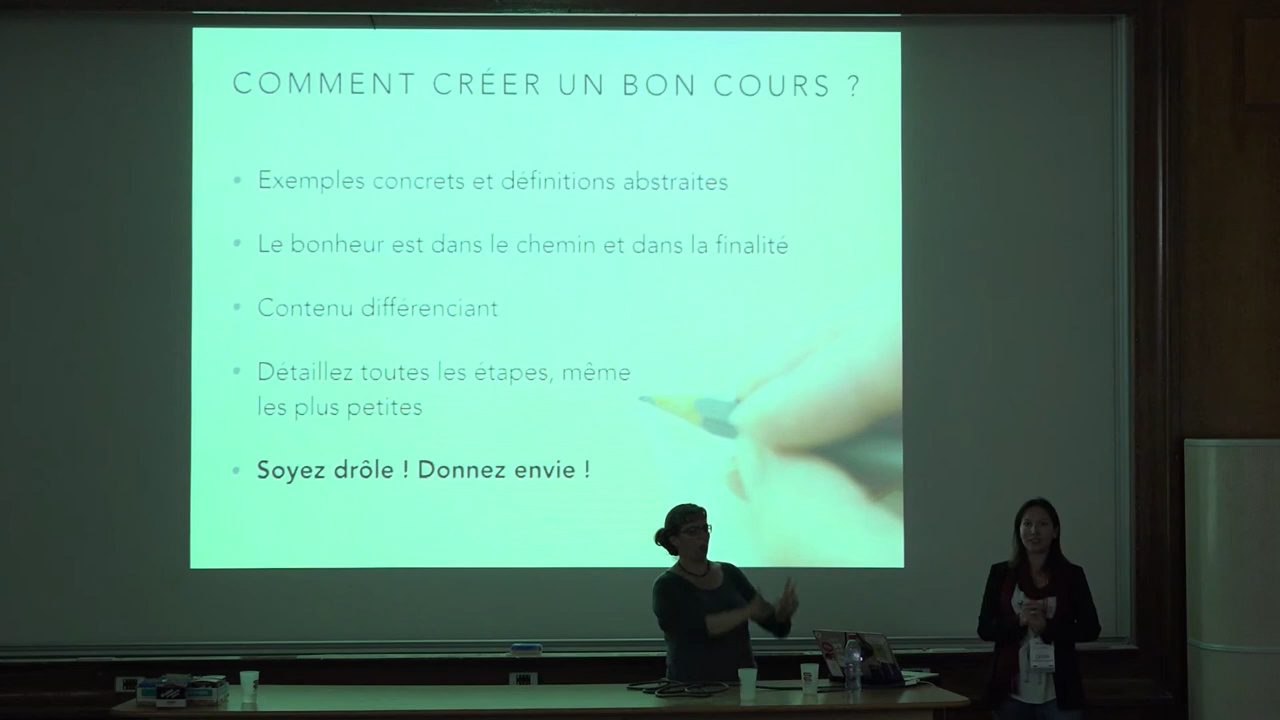 COMMENT CRÉER UN BON COURS ?
• Exemples concrets et définitions abstraites
• Le bonheur est dans le chemin et dans la finalité
• Contenu différenciant
• Détaillez toutes les étapes, même
les plus petites
• Soyez drôle ! Donnez envie !